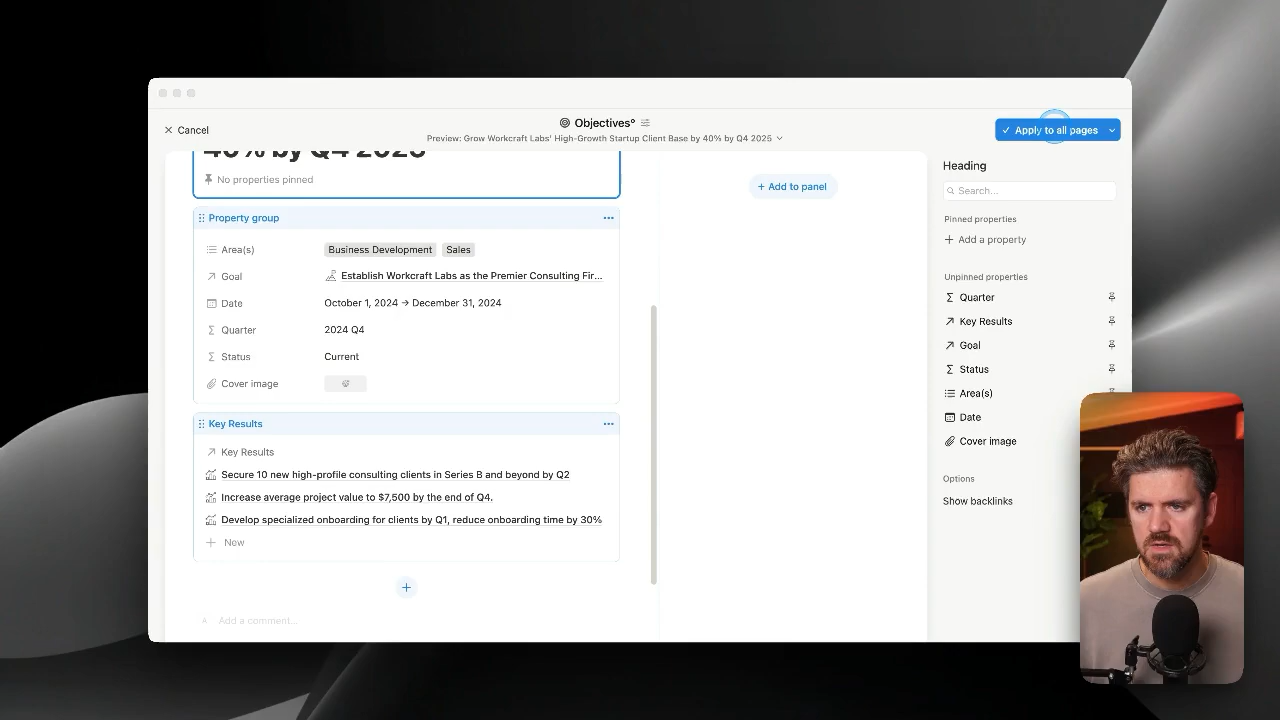 Cancel
Objectives°
Preview: Grow Workcraft Labs' High-Growth Startup Client Base by 40% by Q4 2025
Apply to all pages
40% by Q4 2025
No properties pinned
Property group
Area(s) Business Development Sales
Goal Establish Workcraft Labs as the Premier Consulting Fir...
Date October 1, 2024 → December 31, 2024
Quarter 2024 Q4
Status Current
Cover image
Key Results
Key Results
Secure 10 new high-profile consulting clients in Series B and beyond by Q2
Increase average project value to $7,500 by the end of Q4.
Develop specialized onboarding for clients by Q1, reduce onboarding time by 30%
New
A Add a comment...
+ Add to panel
Heading
Search...
Pinned properties
Add a property
Unpinned properties
Quarter
Key Results
Goal
Status
Area(s)
Date
Cover image
Options
Show backlinks